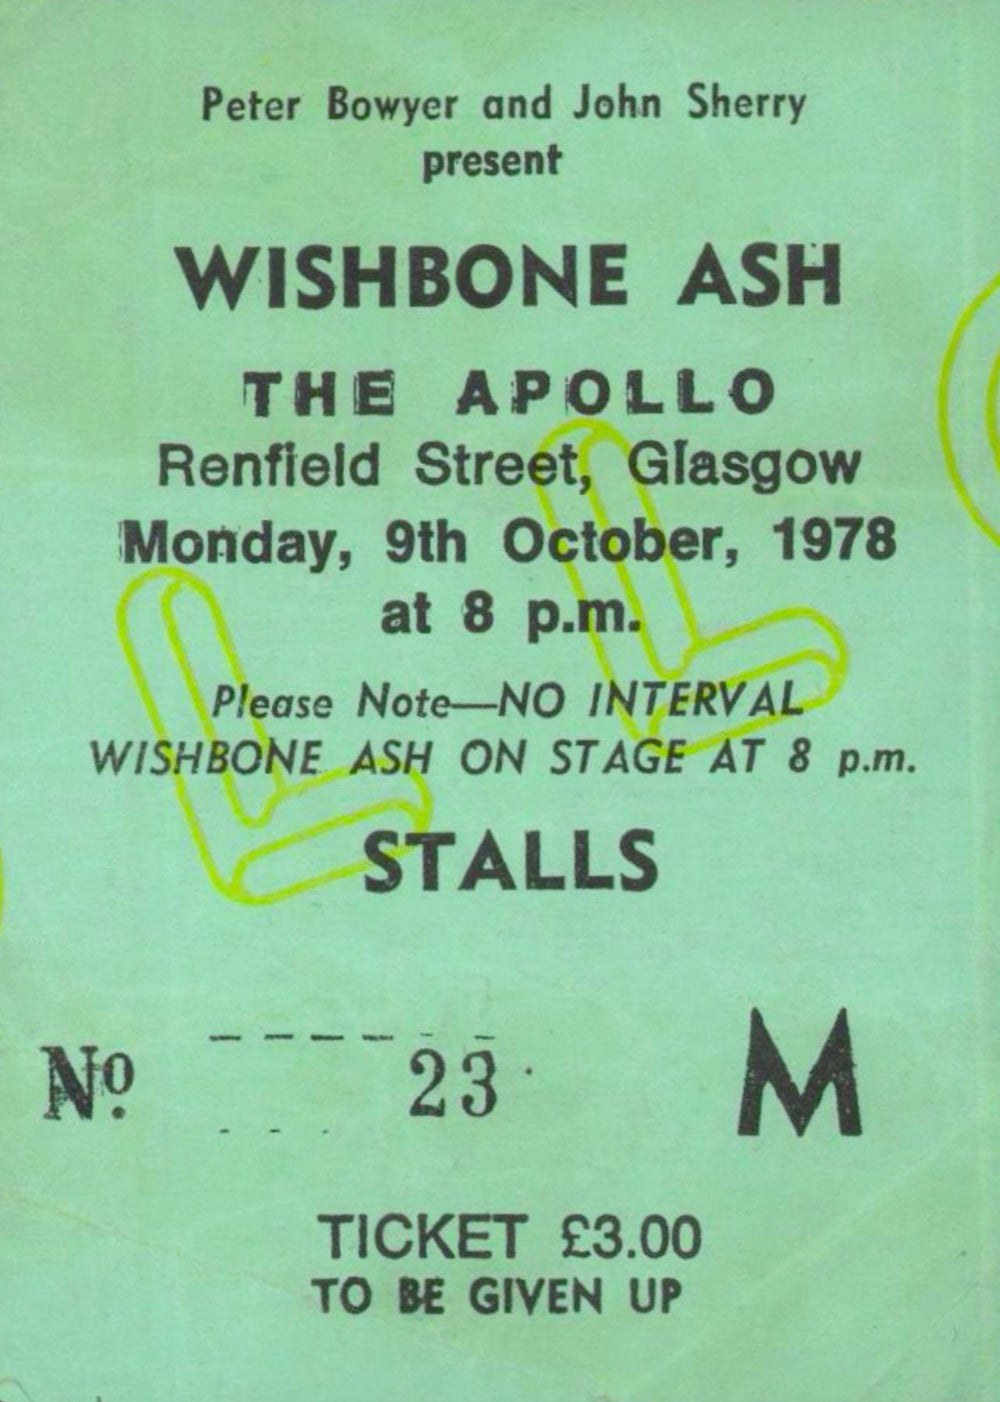 Peter Bowyer and John Sherry
present
WISHBONE ASH
THE APOLLO
Renfield Street, Glasgow
Monday, 9th October, 1978
at 8 p.m.
Please Note—NO INTERVAL
WISHBONE ASH ON STAGE AT 8 p.m.
STALLS
Nº. 23 M
TICKET £3.00
TO BE GIVEN UP